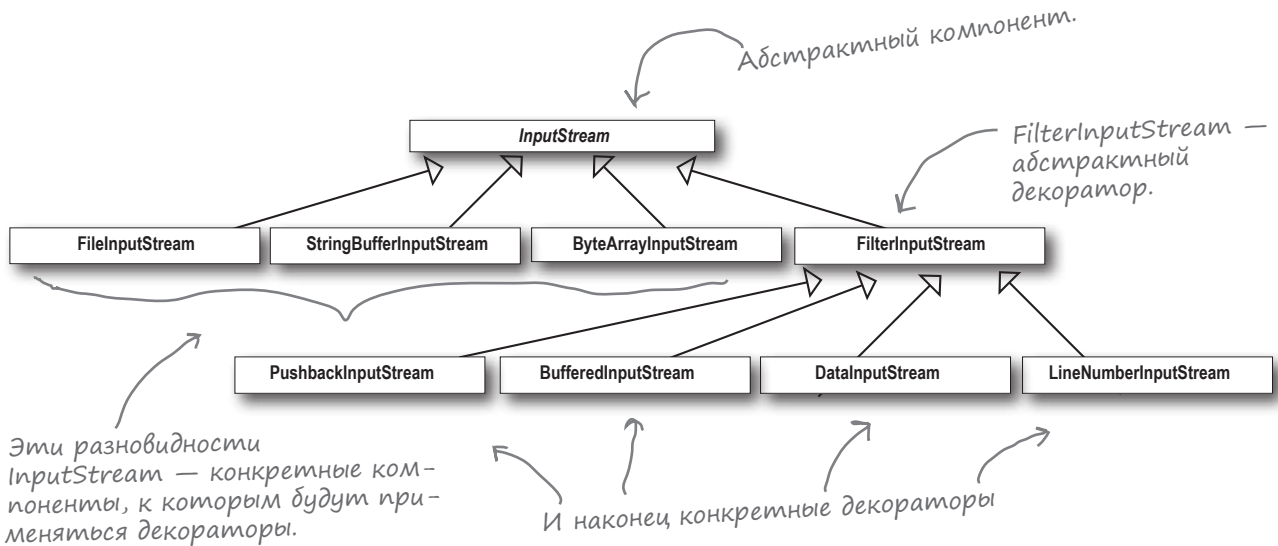 Абстрактный компонент.
InputStream
FilterInputStream —
абстрактный
декоратор.
FileInputStream
StringBufferInputStream
ByteArrayInputStream
FilterInputStream
PushbackInputStream
BufferedInputStream
DataInputStream
LineNumberInputStream
Эти разновидности
InputStream — конкретные ком-
поненты, к которым будут при-
меняться декораторы.
И наконец конкретные декораторы